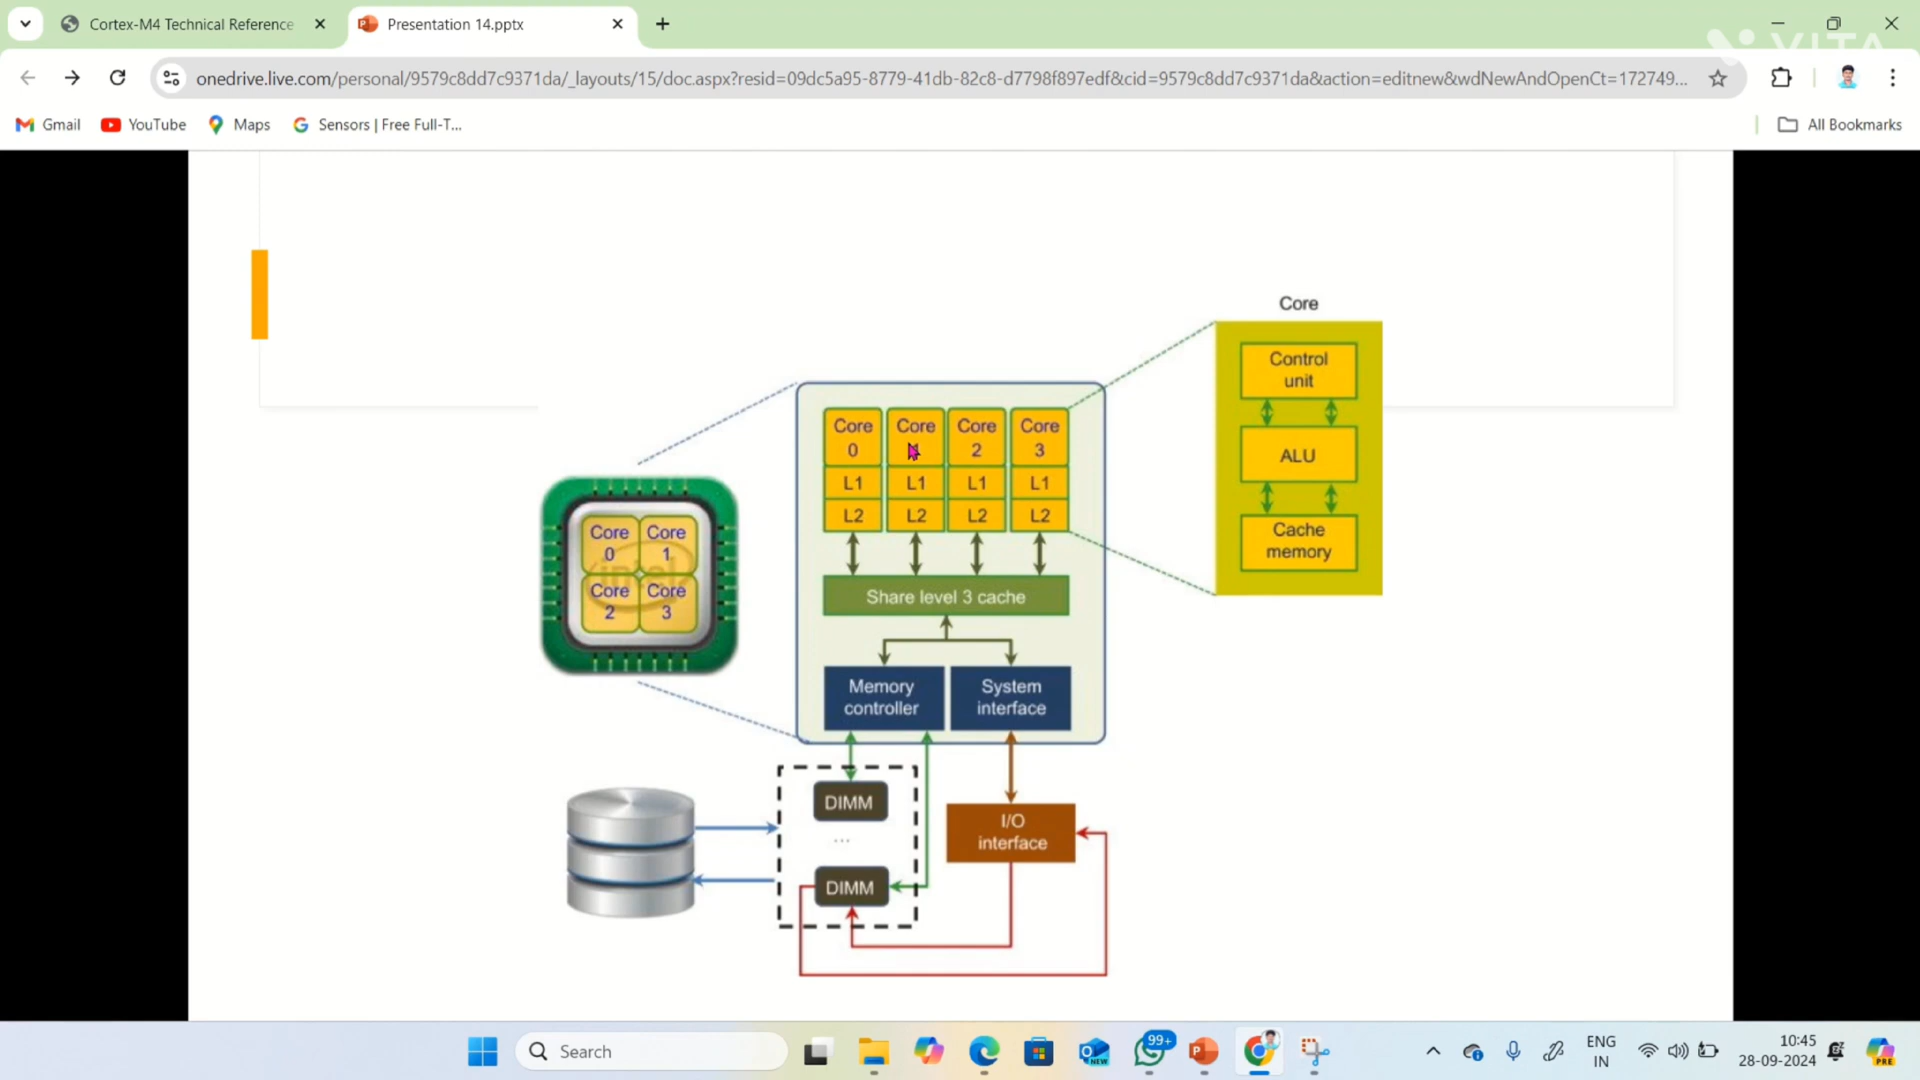 Cortex-M4 Technical Reference
Presentation 14.pptx
VITA
onedrive.live.com/personal/9579c8dd7c9371da/_layouts/15/doc.aspx?resid=09dc5a95-8779-41db-82c8-d7798f897edf&cid=9579c8dd7c9371da&action=editnew&wdNewAndOpenCt=172749...
Gmail
YouTube
Maps
Sensors | Free Full-T...
All Bookmarks
Core
Control
unit
ALU
Cache
memory
Core Core Core Core
0 2 3
L1 L1 L1 L1
L2 L2 L2 L2
Share level 3 cache
Memory
controller
System
interface
Core Core
0 1
intel
Core Core
2 3
DIMM
...
DIMM
I/O
interface
Search
99+
NEW
PRE
ENG
IN
10:45
28-09-2024